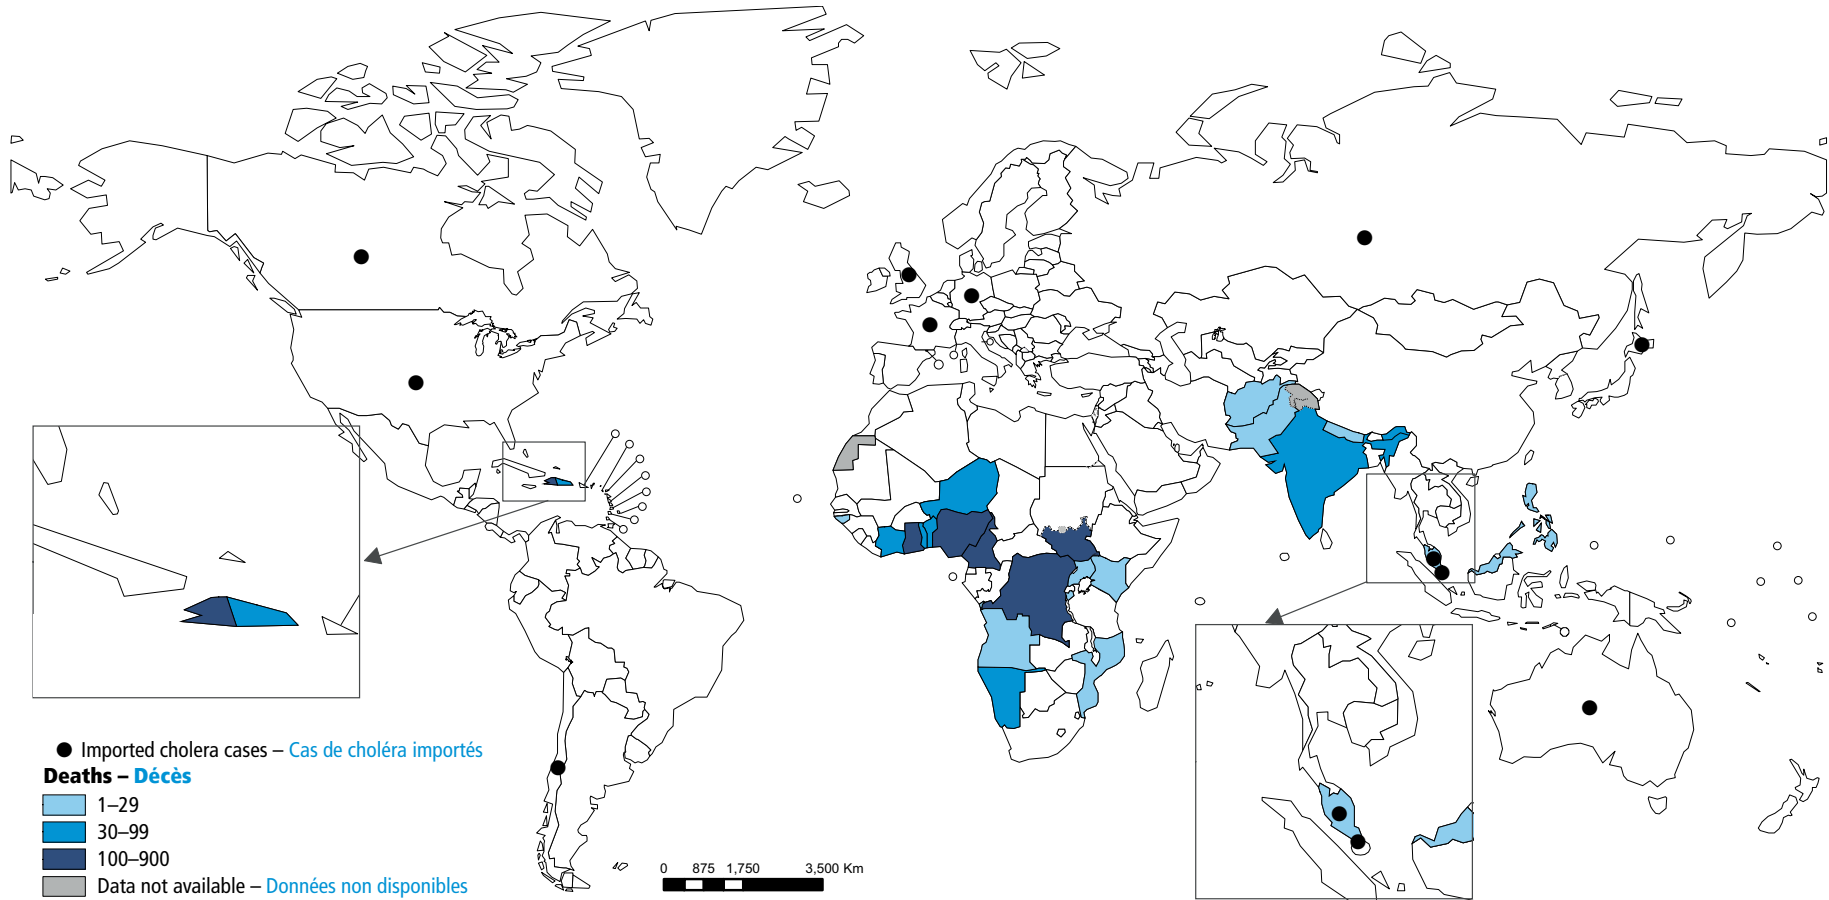 Imported cholera cases – Cas de choléra importés
Deaths – Décès
1–29
30–99
100–900
Data not available – Données non disponibles
0 875 1,750 3,500 Km